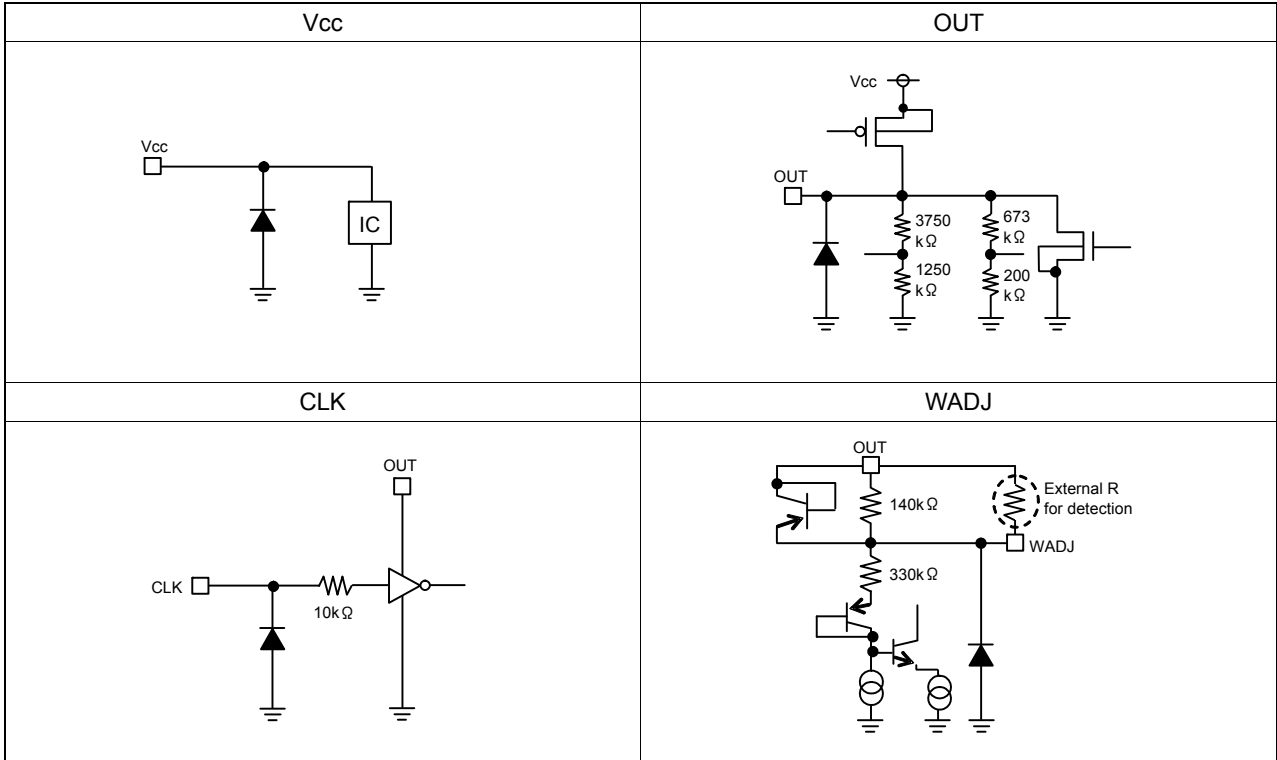 Vcc
OUT
Vcc
IC
Vcc
OUT
3750
kΩ
1250
kΩ
673
kΩ
200
kΩ
CLK
WADJ
OUT
CLK
10kΩ
OUT
140kΩ
External R
for detection
WADJ
330kΩ